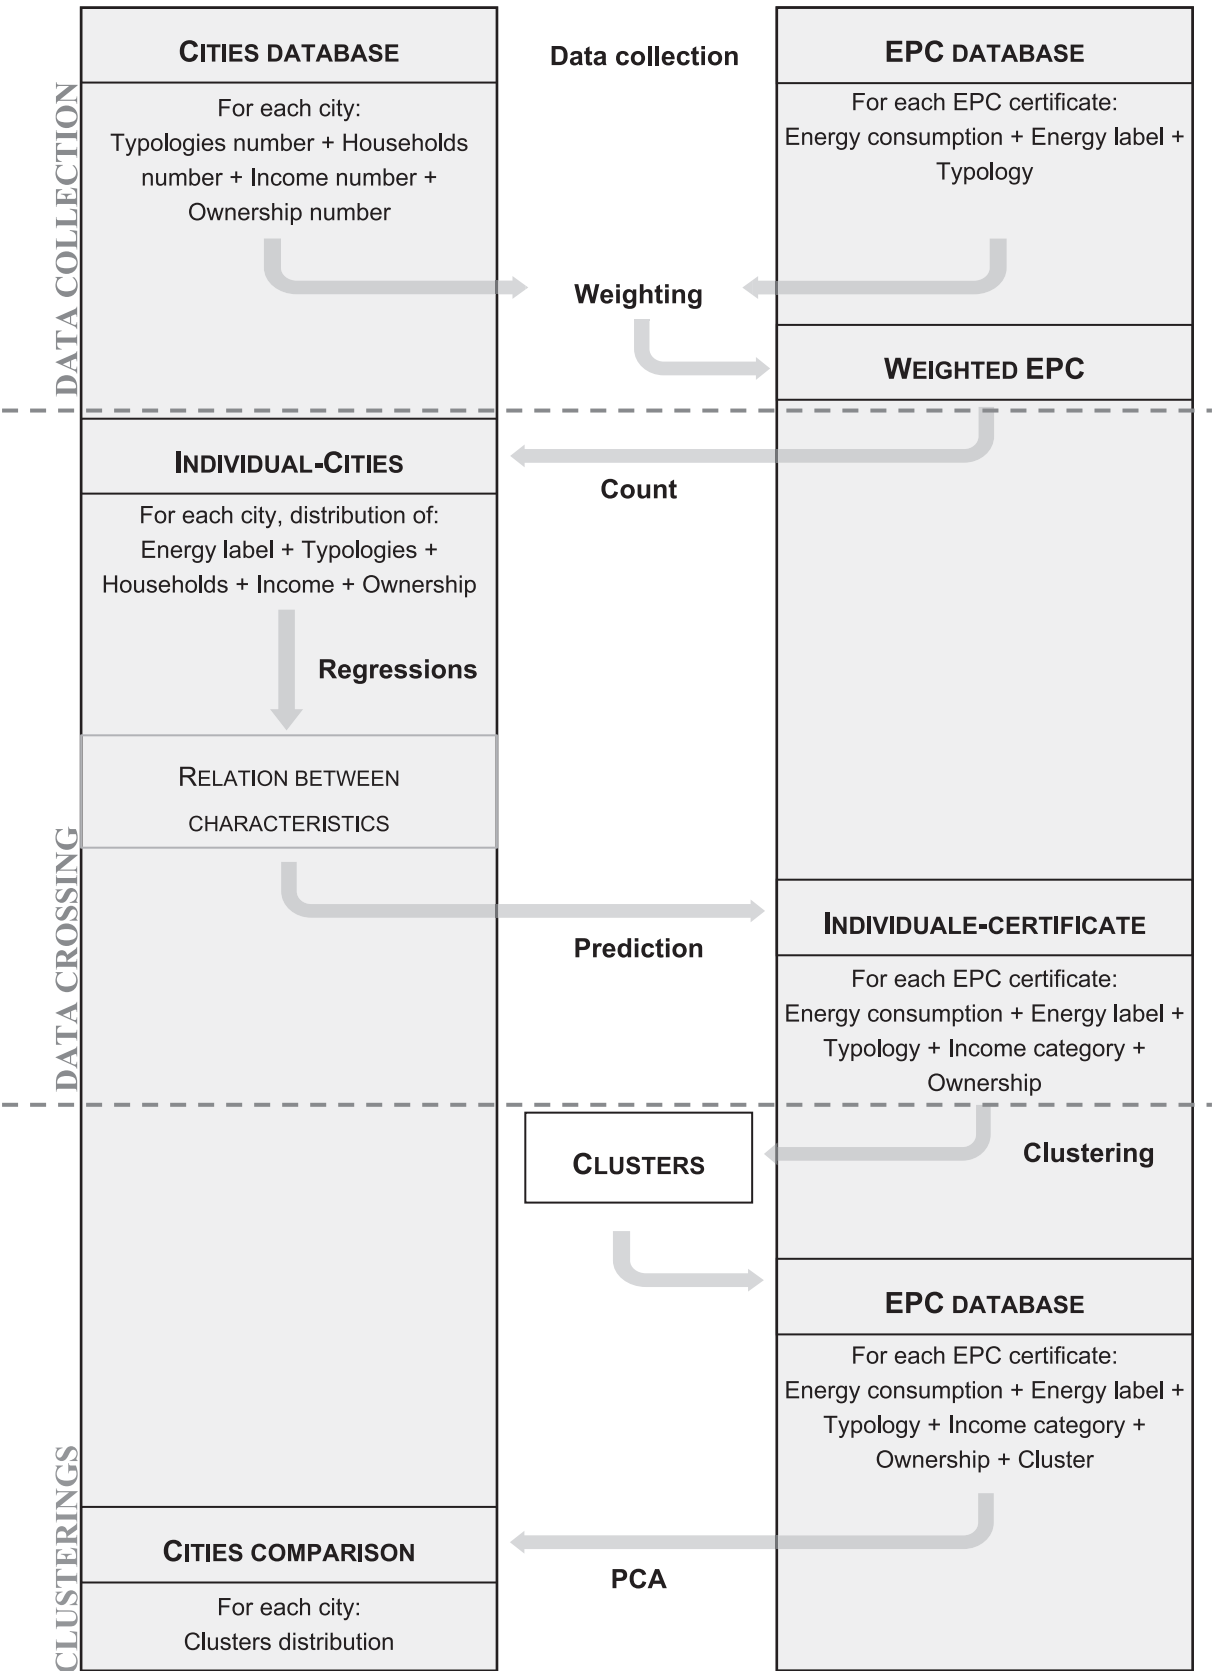 CITIES DATABASE
For each city:
Typologies number + Households
number + Income number +
Ownership number
Data collection
EPC DATABASE
For each EPC certificate:
Energy consumption + Energy label +
Typology
DATA COLLECTION
Weighting
WEIGHTED EPC
INDIVIDUAL-CITIES
Count
For each city, distribution of:
Energy label + Typologies +
Households + Income + Ownership
Regressions
RELATION BETWEEN
CHARACTERISTICS
DATA CROSSING
Prediction
INDIVIDUALE-CERTIFICATE
For each EPC certificate:
Energy consumption + Energy label +
Typology + Income category +
Ownership
CLUSTERS
Clustering
EPC DATABASE
For each EPC certificate:
Energy consumption + Energy label +
Typology + Income category +
Ownership + Cluster
CLUSTERINGS
CITIES COMPARISON
PCA
For each city:
Clusters distribution